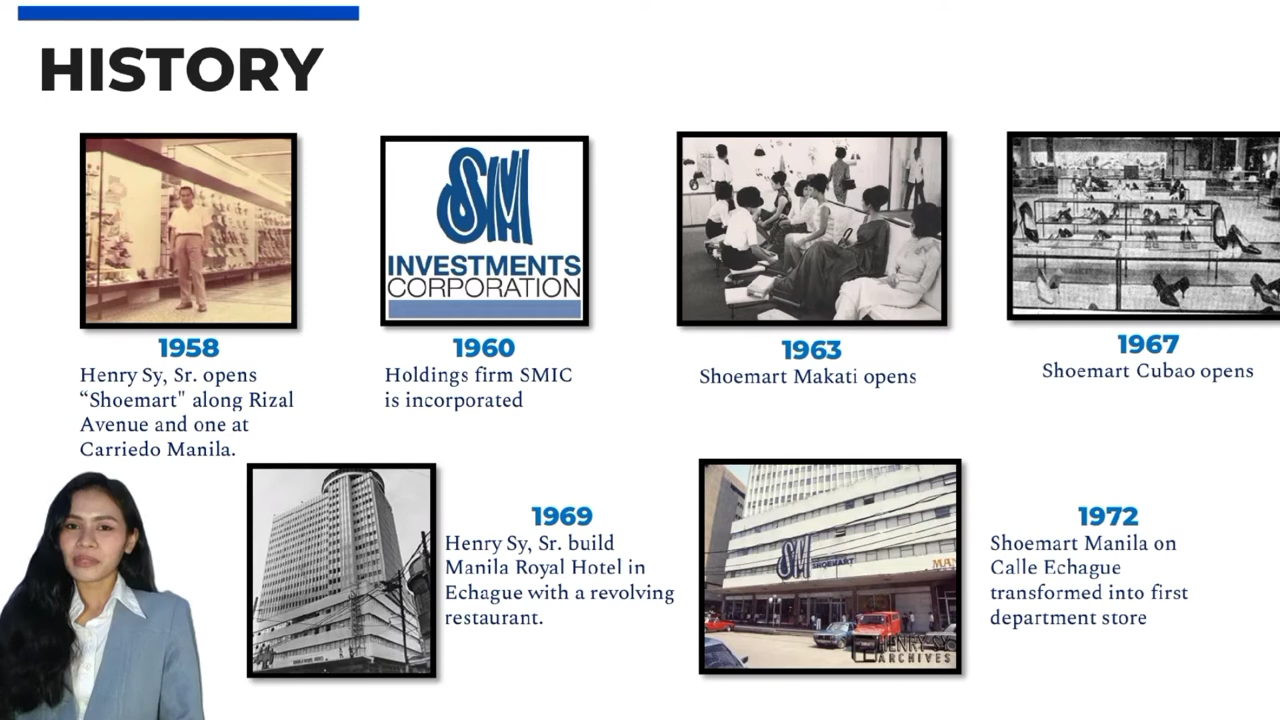 HISTORY
SM
INVESTMENTS
CORPORATION
1958
Henry Sy, Sr. opens
“Shoemart" along Rizal
Avenue and one at
Carriedo Manila.
1960
Holdings firm SMIC
is incorporated
1963
Shoemart Makati opens
1967
Shoemart Cubao opens
1969
Henry Sy, Sr. build
Manila Royal Hotel in
Echague with a revolving
restaurant.
SM
SHOEMART
HENRY SY
ARCHIVES
1972
Shoemart Manila on
Calle Echague
transformed into first
department store